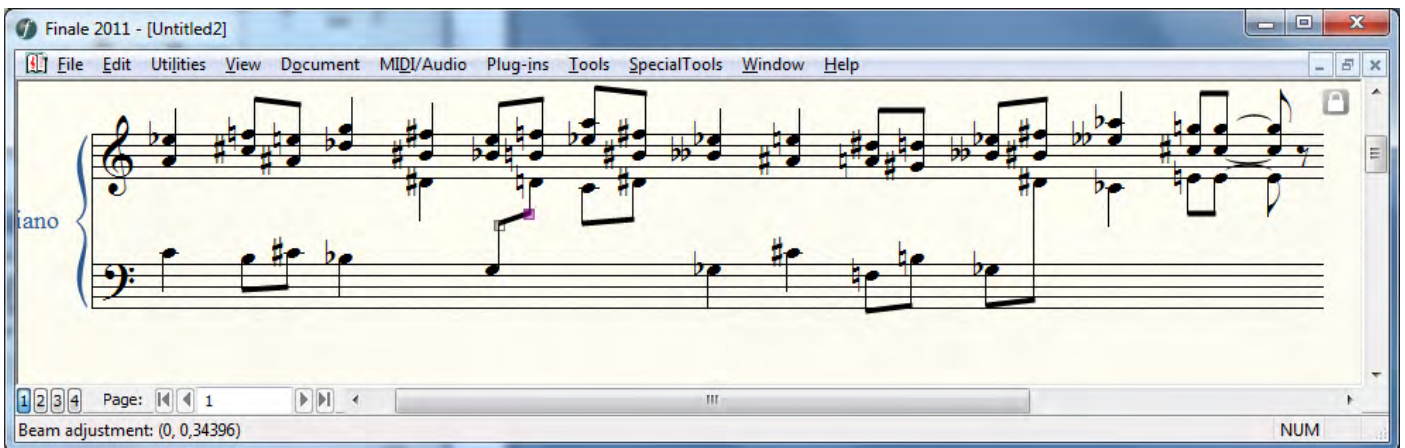 Finale 2011 - [Untitled2]
File Edit Utilities View Document MIDI/Audio Plug-ins Tools SpecialTools Window Help
iano
1 2 3 4 Page: 1
Beam adjustment: (0, 0,34396) NUM